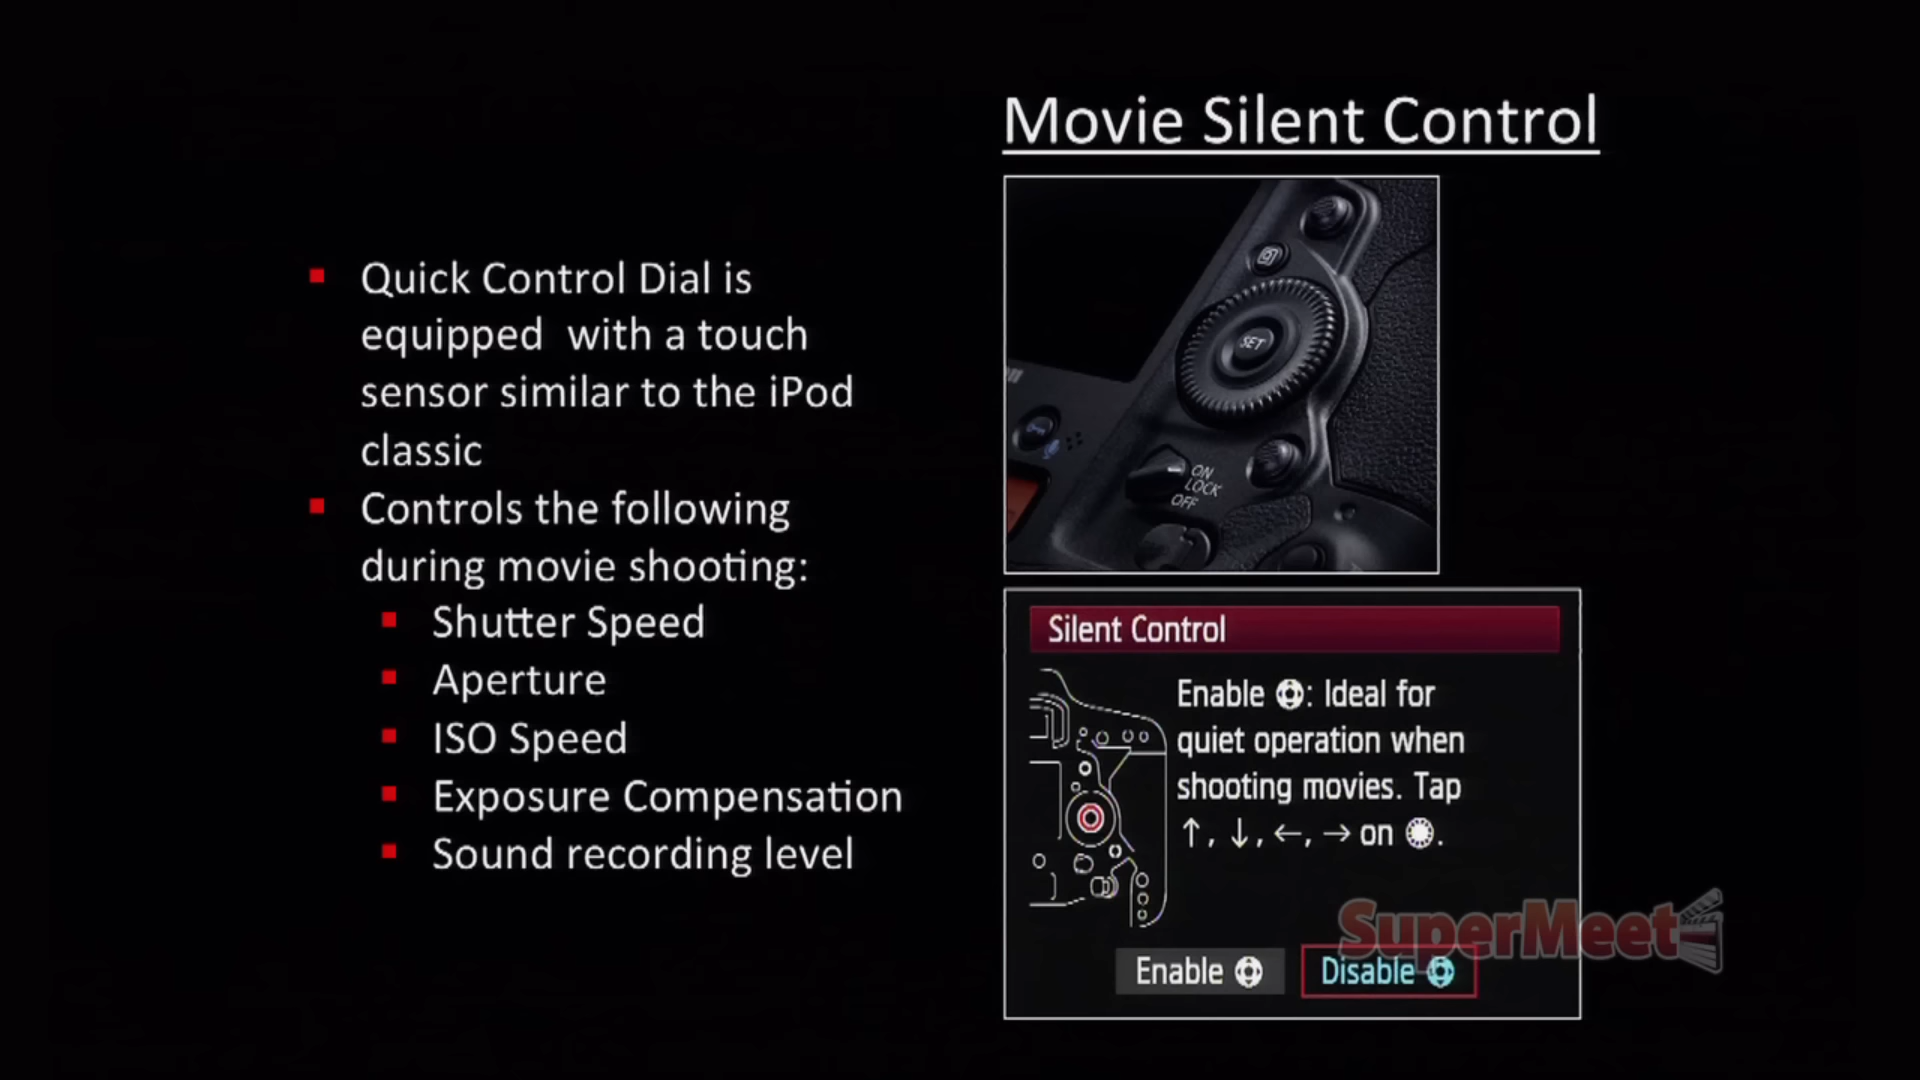 Movie Silent Control
Quick Control Dial is
equipped with a touch
sensor similar to the iPod
classic
Controls the following
during movie shooting:
Shutter Speed
Aperture
ISO Speed
Exposure Compensation
Sound recording level
SET
ON
LOCK
OFF
Silent Control
Enable : Ideal for
quiet operation when
shooting movies. Tap
↑, ↓, ←, → on .
Enable
Disable
SuperMeet